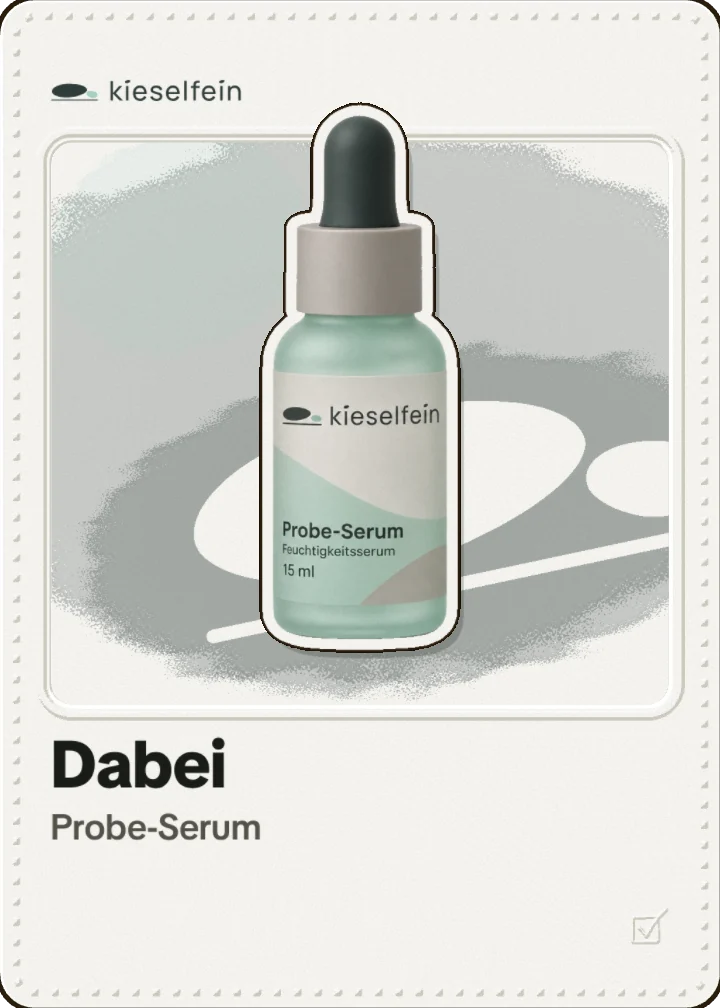 kieselfein
kieselfein
Probe-Serum
Feuchtigkeitsserum
15 ml
Dabei
Probe-Serum